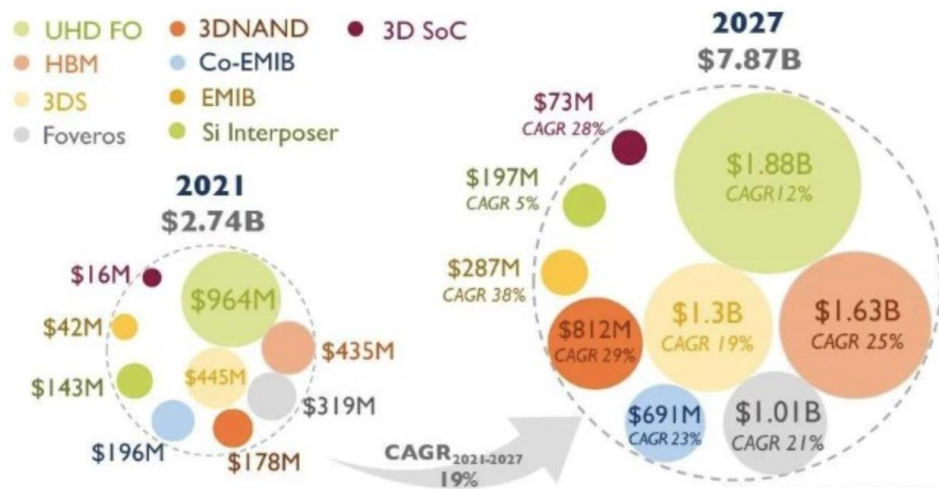 UHD FO
3DNAND
3D SoC
HBM
Co-EMIB
3DS
EMIB
Foveros
Si Interposer
2021
$2.74B
$16M
$964M
$42M
$435M
$445M
$143M
$319M
$196M
$178M
CAGR2021-2027
19%
2027
$7.87B
$73M
CAGR 28%
$1.88B
CAGR12%
$197M
CAGR 5%
$287M
CAGR 38%
$1.3B
CAGR 19%
$1.63B
CAGR 25%
$812M
CAGR 29%
$691M
CAGR 23%
$1.01B
CAGR 21%